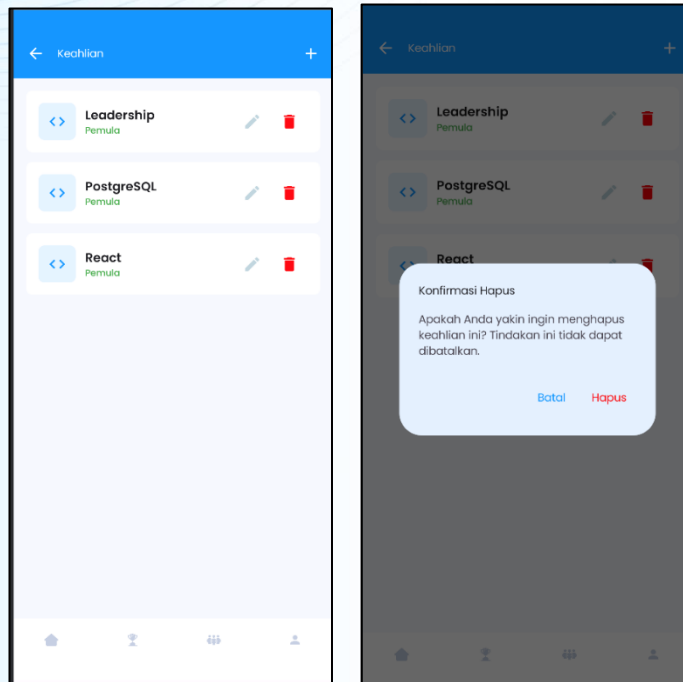 Keahlian
Leadership
Pemula
PostgreSQL
Pemula
React
Pemula
Keahlian
Leadership
Pemula
PostgreSQL
Pemula
React
Konfirmasi Hapus
Apakah Anda yakin ingin menghapus
keahlian ini? Tindakan ini tidak dapat
dibatalkan.
Batal Hapus